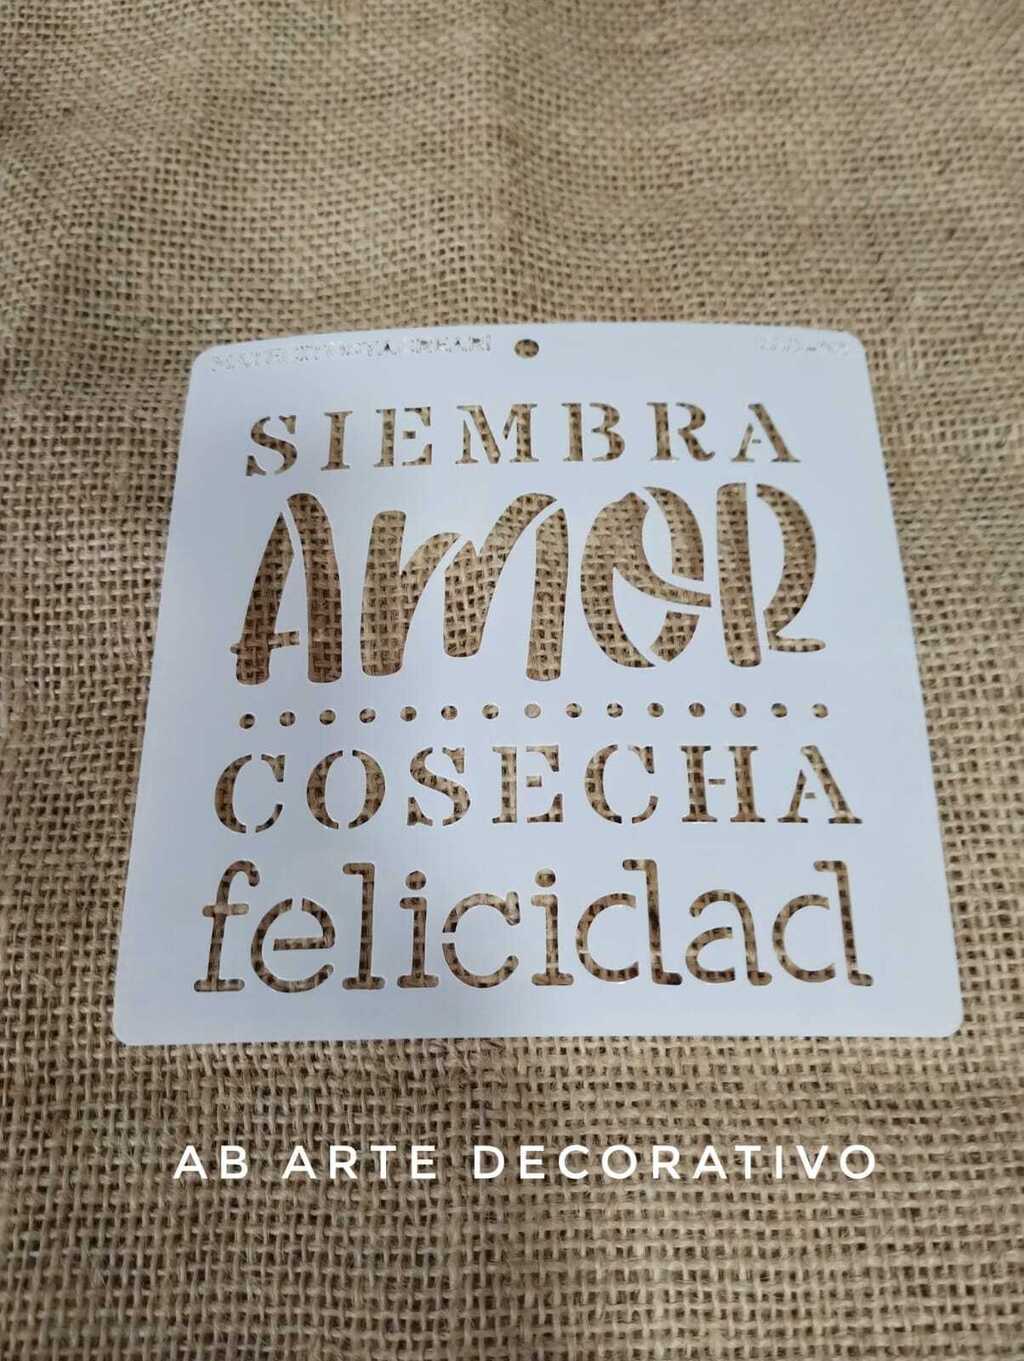 SIEMBRA
AMOR
COSECHA
felicidad
AB ARTE DECORATIVO